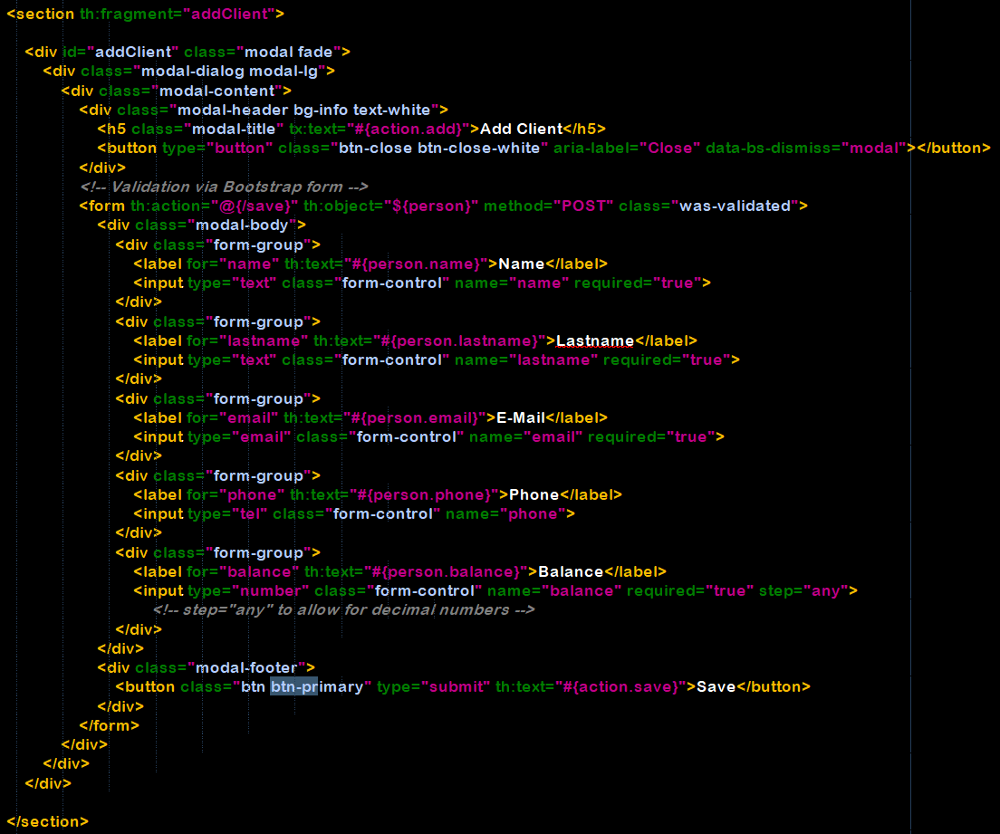 <section th:fragment="addClient">
<div id="addClient" class="modal fade">
<div class="modal-dialog modal-lg">
<div class="modal-content">
<div class="modal-header bg-info text-white">
<h5 class="modal-title" tx:text="#{action.add}">Add Client</h5>
<button type="button" class="btn-close btn-close-white" aria-label="Close" data-bs-dismiss="modal"></button>
</div>
<!-- Validation via Bootstrap form -->
<form th:action="@{/save}" th:object="${person}" method="POST" class="was-validated">
<div class="modal-body">
<div class="form-group">
<label for="name" th:text="#{person.name}">Name</label>
<input type="text" class="form-control" name="name" required="true">
</div>
<div class="form-group">
<label for="lastname" th:text="#{person.lastname}">Lastname</label>
<input type="text" class="form-control" name="lastname" required="true">
</div>
<div class="form-group">
<label for="email" th:text="#{person.email}">E-Mail</label>
<input type="email" class="form-control" name="email" required="true">
</div>
<div class="form-group">
<label for="phone" th:text="#{person.phone}">Phone</label>
<input type="tel" class="form-control" name="phone">
</div>
<div class="form-group">
<label for="balance" th:text="#{person.balance}">Balance</label>
<input type="number" class="form-control" name="balance" required="true" step="any">
<!-- step="any" to allow for decimal numbers -->
</div>
</div>
<div class="modal-footer">
<button class="btn btn-primary" type="submit" th:text="#{action.save}">Save</button>
</div>
</form>
</div>
</div>
</div>
</section>